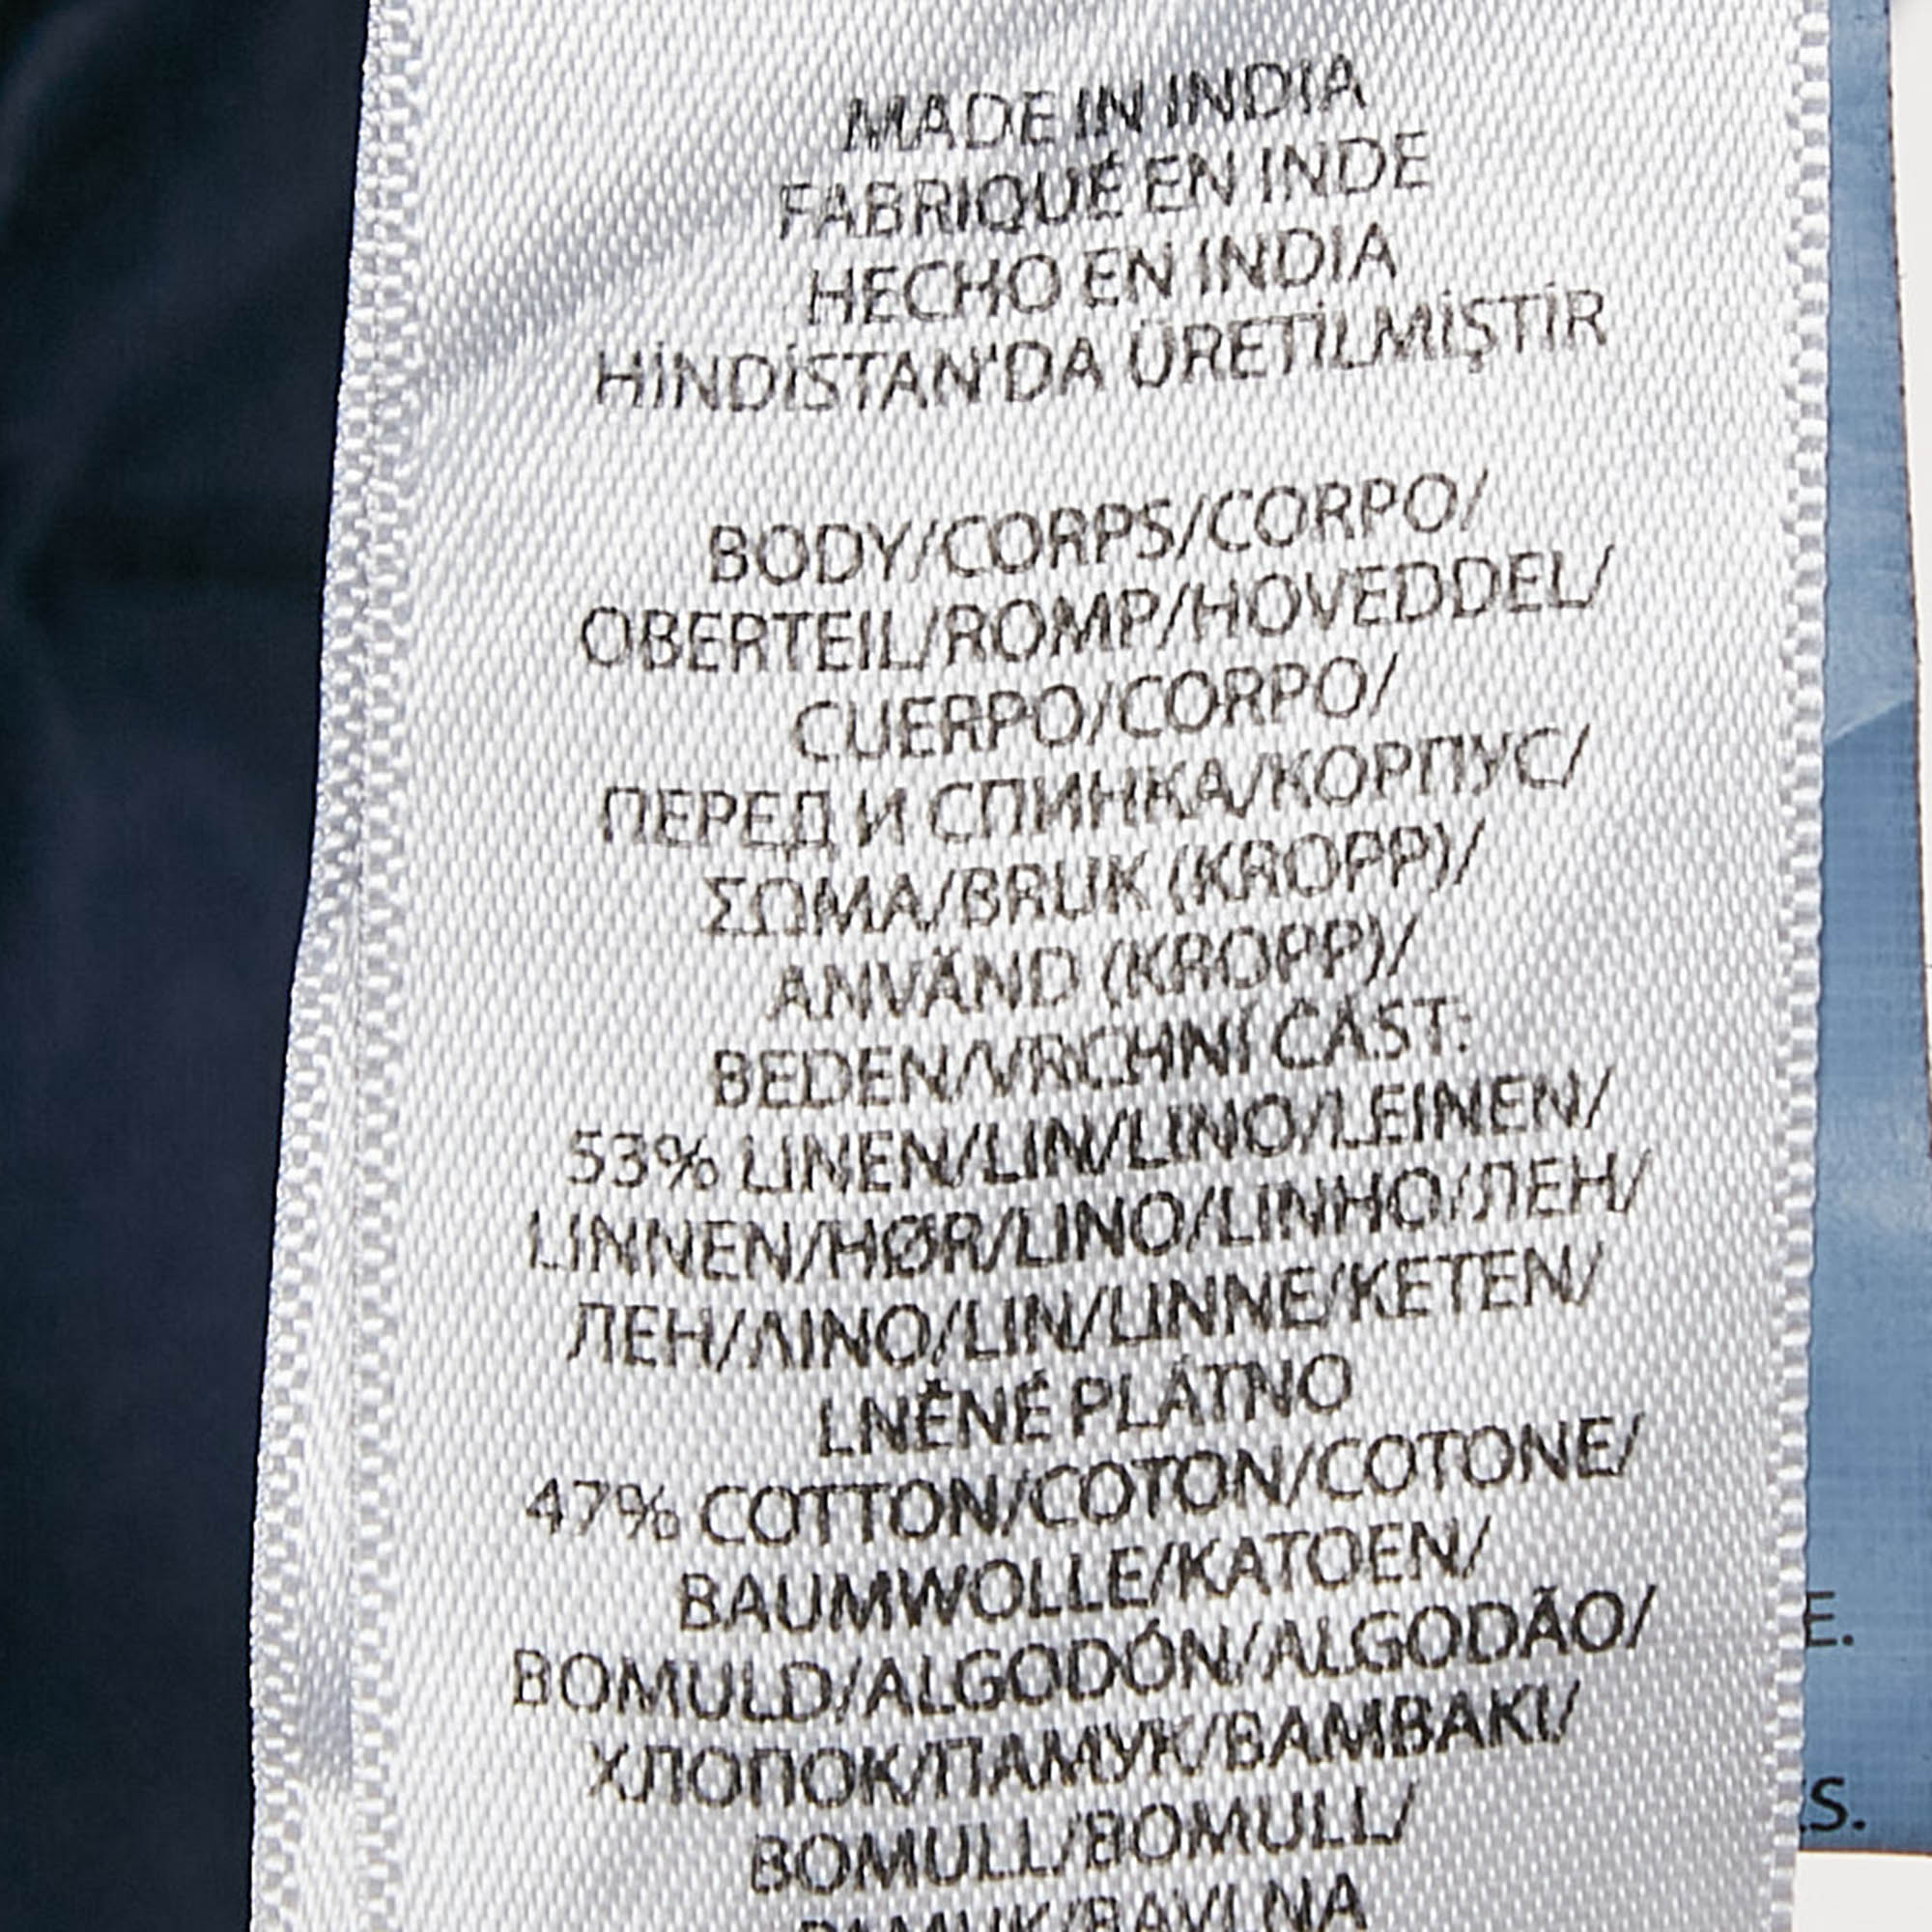 MADE IN INDIA
FABRIQUÉ EN INDE
HECHO EN INDIA
HİNDİSTAN'DA ÜRETİLMİŞTİR
BODY/CORPS/CORPO/
OBERTEIL/ROMP/HOVEDDEL/
CUERPO/CORPO/
ПЕРЕД И СПИНКА/КОРПУС/
ΣΩΜΑ/BRUK (KROPP)/
ANVÄND (KROPP)/
BEDEN/VRCHNÍ ČÁST:
53% LINEN/LIN/LINO/LEINEN/
LINNEN/HØR/LINO/LINHO/ЛЕН/
ЛЕН/ΛΙΝΟ/LIN/LINNE/KETEN/
LNĚNÉ PLÁTNO
47% COTTON/COTON/COTONE/
BAUMWOLLE/KATOEN/
BOMULD/ALGODÓN/ALGODÃO/
ХЛОПОК/ПАМУК/ΒΑΜΒΑΚΙ/
BOMULL/BOMULL/
PAMUK/BAVLNA
E.
S.